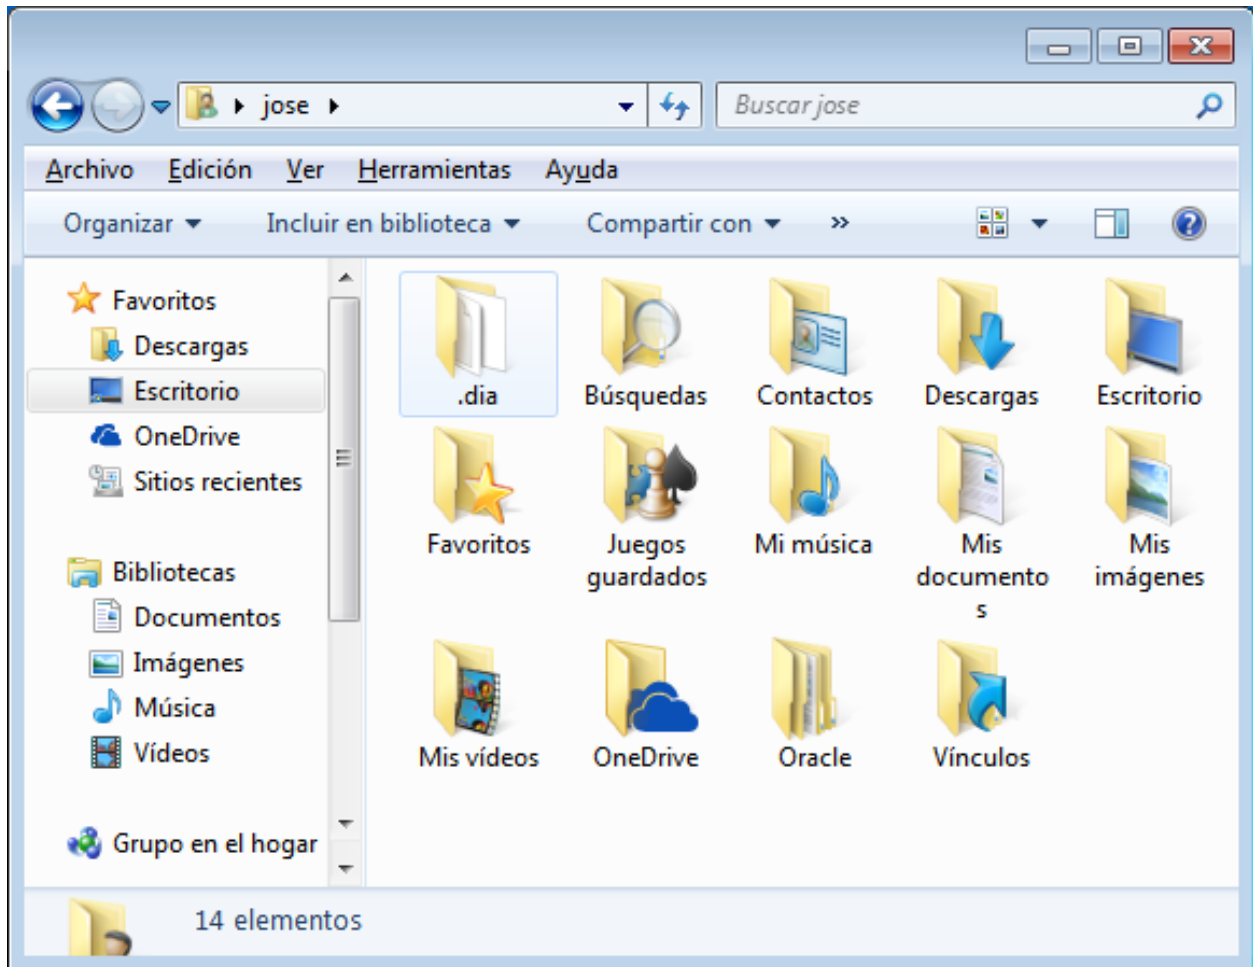 jose
Buscar jose
Archivo Edición Ver Herramientas Ayuda
Organizar Incluir en biblioteca Compartir con »
Favoritos
Descargas
Escritorio
OneDrive
Sitios recientes
Bibliotecas
Documentos
Imágenes
Música
Vídeos
Grupo en el hogar
.dia Búsquedas Contactos Descargas Escritorio
Favoritos Juegos Mi música Mis Mis
guardados documento imágenes
s
Mis vídeos OneDrive Oracle Vínculos
14 elementos